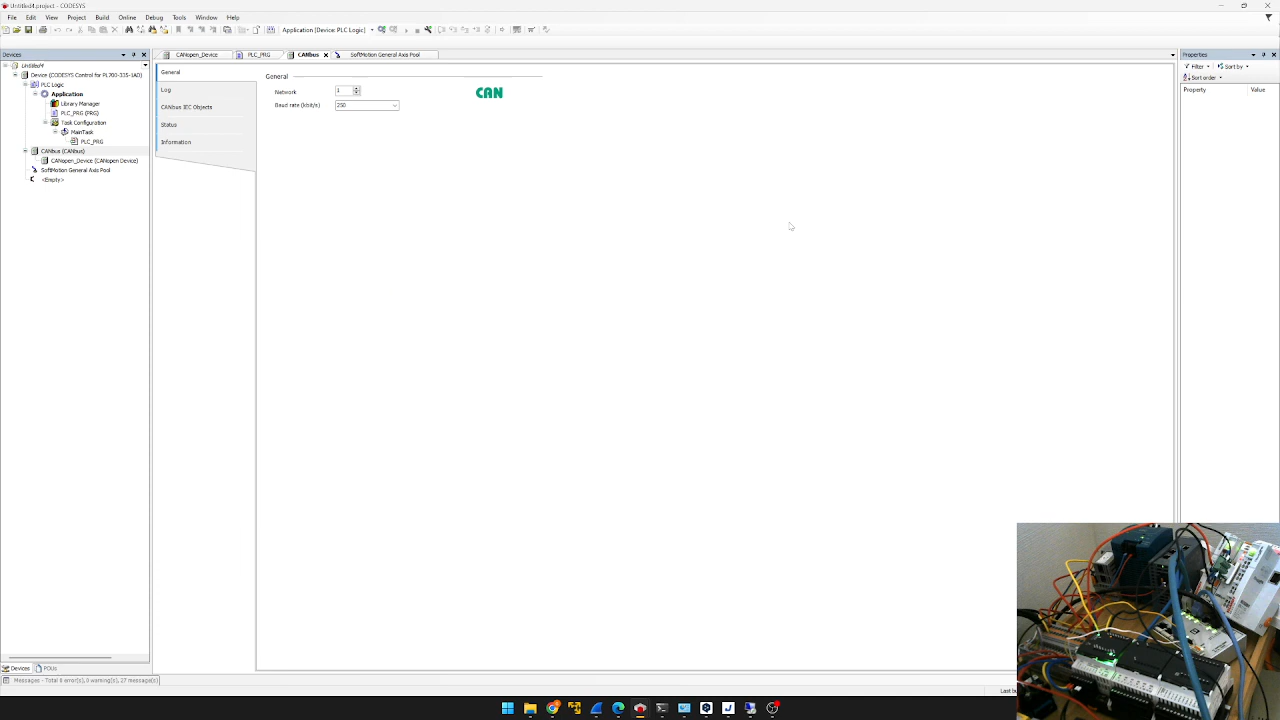 Untitled4.project - CODESYS
File Edit View Project Build Online Debug Tools Window Help
Application [Device: PLC Logic]
Devices
Untitled4
Device (CODESYS Control for PL700-335-1AD)
PLC Logic
Application
Library Manager
PLC_PRG (PRG)
Task Configuration
MainTask
PLC_PRG
CANbus (CANbus)
CANopen_Device (CANopen Device)
SoftMotion General Axis Pool
<Empty>
Devices POUs
CANopen_Device PLC_PRG CANbus SoftMotion General Axis Pool
General
Log
CANbus IEC Objects
Status
Information
General
Network 1
Baud rate (kbit/s) 250
CAN
Properties
Filter Sort by
Sort order
Property Value
Messages - Total 0 error(s), 0 warning(s), 27 message(s)
Last bu